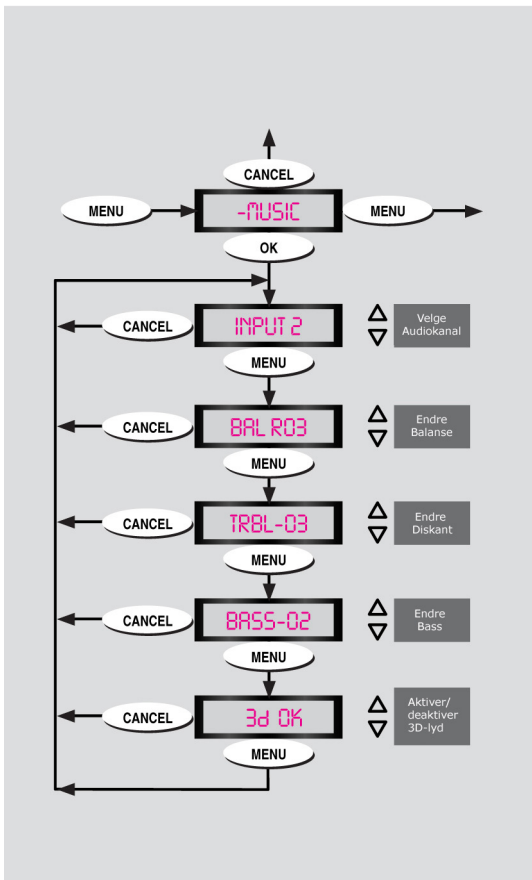 CANCEL
MENU
-MUSIC
MENU
OK
CANCEL
INPUT 2
Velge
Audiokanal
MENU
CANCEL
BAL R03
Endre
Balanse
MENU
CANCEL
TRBL-03
Endre
Diskant
MENU
CANCEL
BASS-02
Endre
Bass
MENU
CANCEL
3d OK
Aktiver/
deaktiver
3D-lyd
MENU